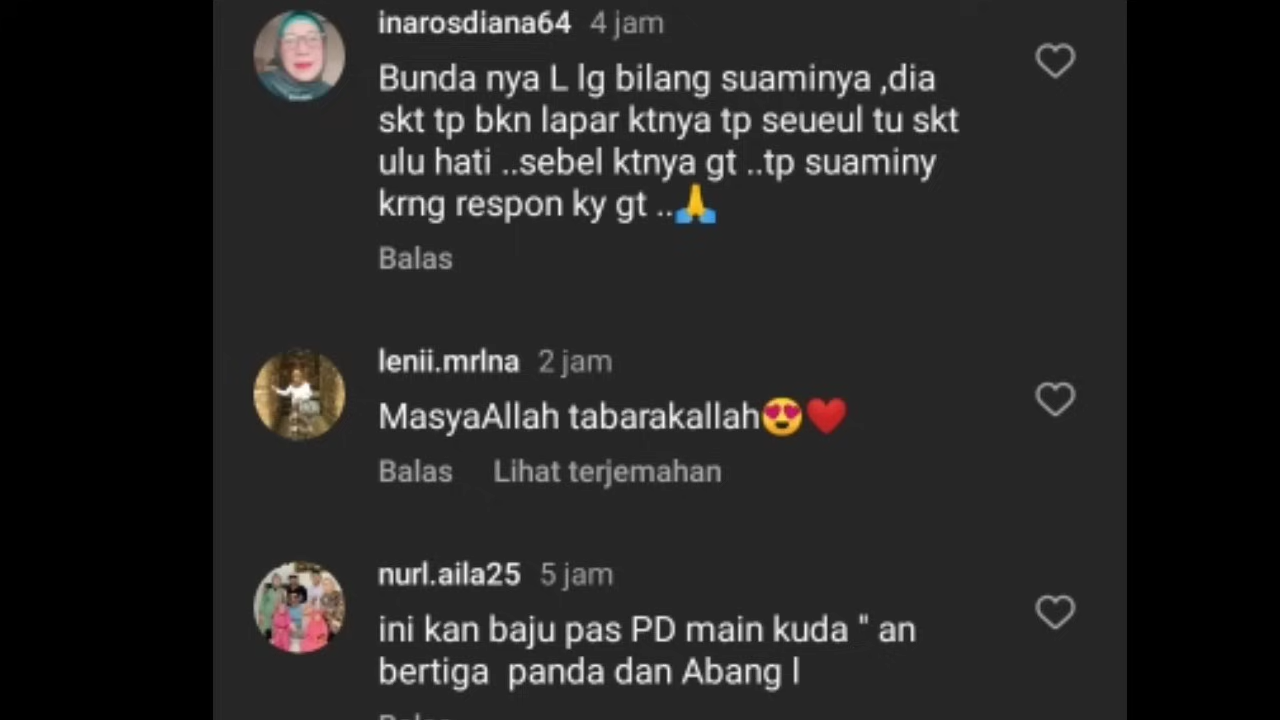 inarosdiana64 4 jam
Bunda nya L lg bilang suaminya ,dia
skt tp bkn lapar ktnya tp seueul tu skt
ulu hati ..sebel ktnya gt ..tp suaminy
krng respon ky gt ..🙏
Balas
lenii.mrlna 2 jam
MasyaAllah tabarakallah😍❤️
Balas Lihat terjemahan
nurl.aila25 5 jam
ini kan baju pas PD main kuda " an
bertiga  panda dan Abang l
Balas